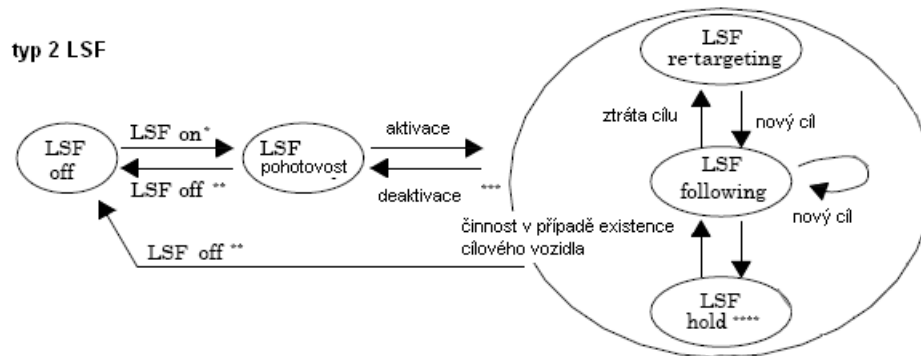 typ 2 LSF
LSF
off
LSF on*
LSF off **
LSF
pohotovost
aktivace
deaktivace ***
LSF off **
činnost v případě existence
cílového vozidla
LSF
re-targeting
ztráta cílu
nový cíl
LSF
following
nový cíl
LSF
hold ****